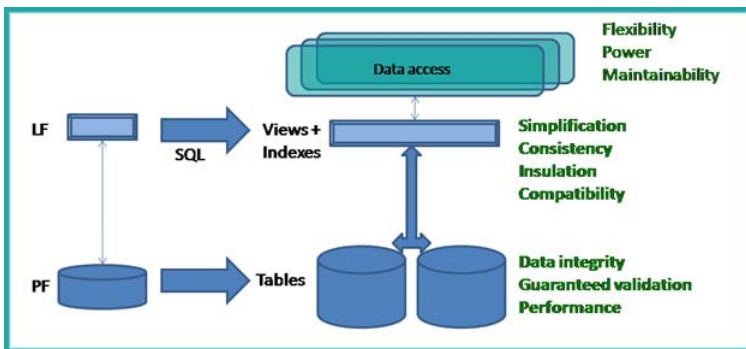 Data access
Flexibility
Power
Maintainability
LF
SQL
Views +
Indexes
Simplification
Consistency
Insulation
Compatibility
PF
Tables
Data integrity
Guaranteed validation
Performance